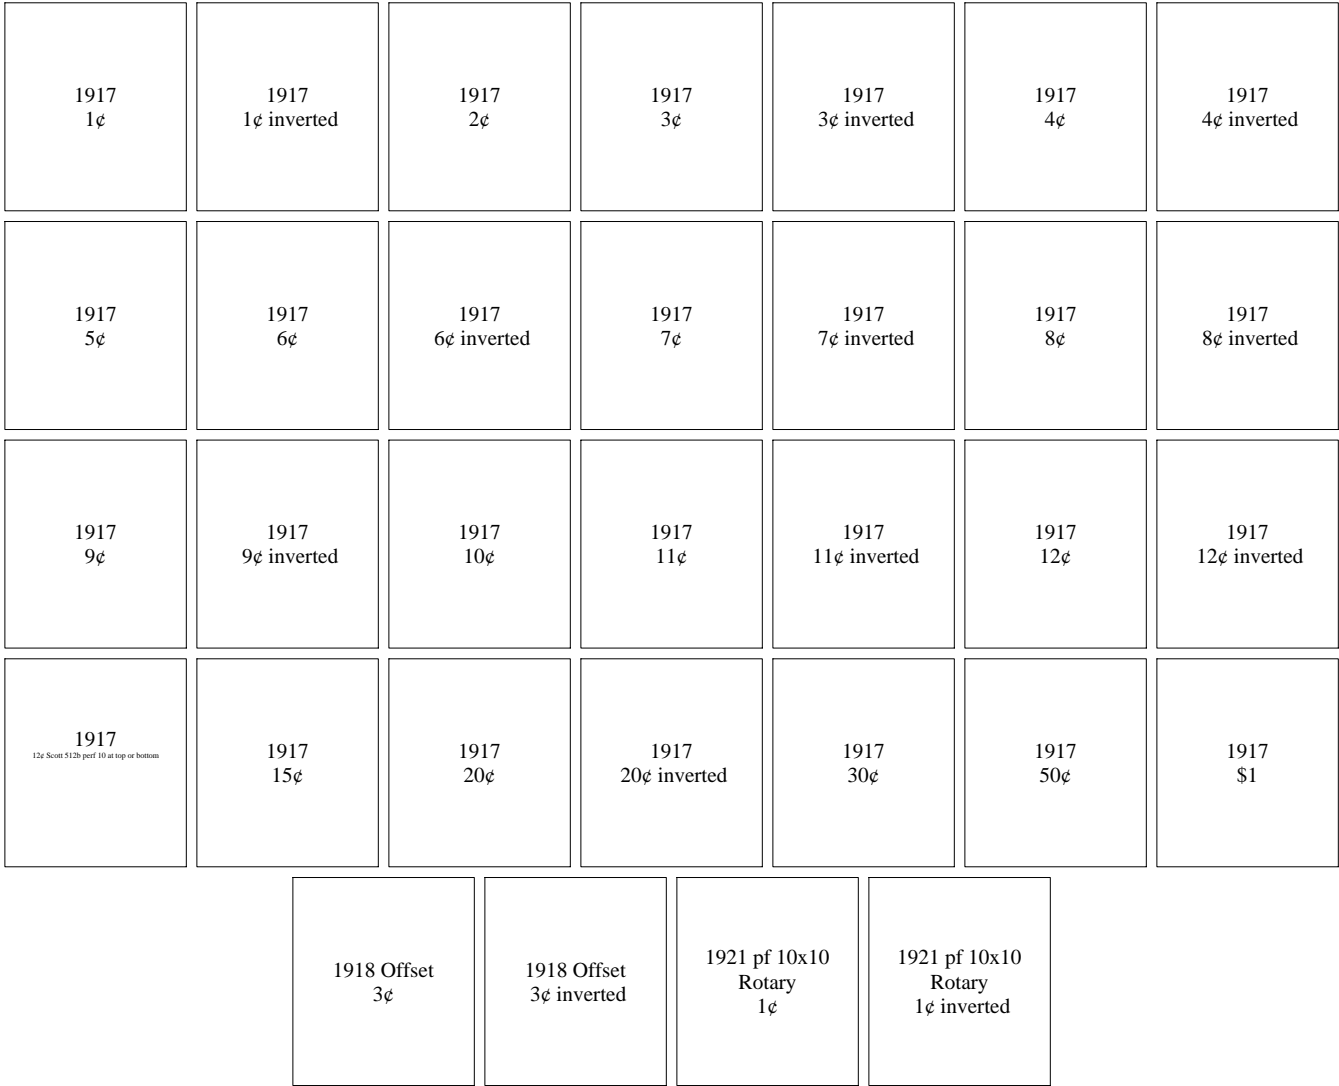 1917
1¢
1917
1¢ inverted
1917
2¢
1917
3¢
1917
3¢ inverted
1917
4¢
1917
4¢ inverted
1917
5¢
1917
6¢
1917
6¢ inverted
1917
7¢
1917
7¢ inverted
1917
8¢
1917
8¢ inverted
1917
9¢
1917
9¢ inverted
1917
10¢
1917
11¢
1917
11¢ inverted
1917
12¢
1917
12¢ inverted
1917
12¢ Scott 512b perf 10 at top or bottom
1917
15¢
1917
20¢
1917
20¢ inverted
1917
30¢
1917
50¢
1917
$1
1918 Offset
3¢
1918 Offset
3¢ inverted
1921 pf 10x10
Rotary
1¢
1921 pf 10x10
Rotary
1¢ inverted